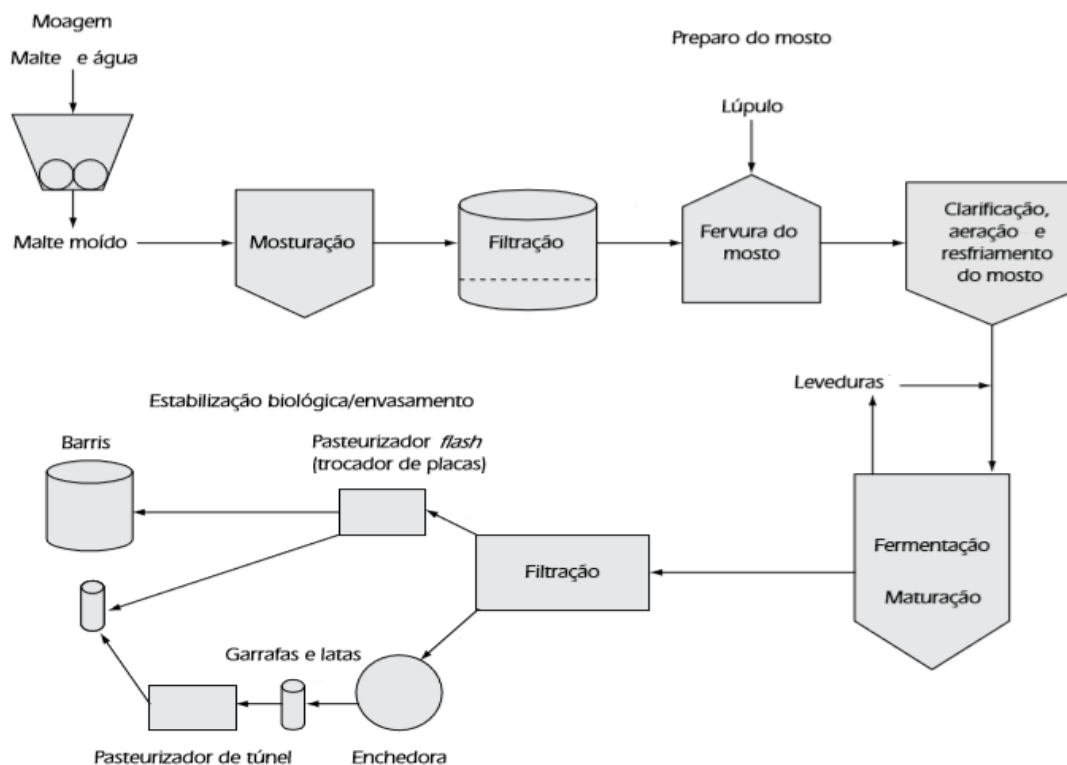 Moagem
Malte e água
Malte moído
Mosturação
Filtração
Preparo do mosto
Lúpulo
Fervura do
mosto
Clarificação,
aeração e
resfriamento
do mosto
Leveduras
Fermentação
Maturação
Filtração
Estabilização biológica/envasamento
Barris
Pasteurizador flash
(trocador de placas)
Garrafas e latas
Pasteurizador de túnel
Enchedora